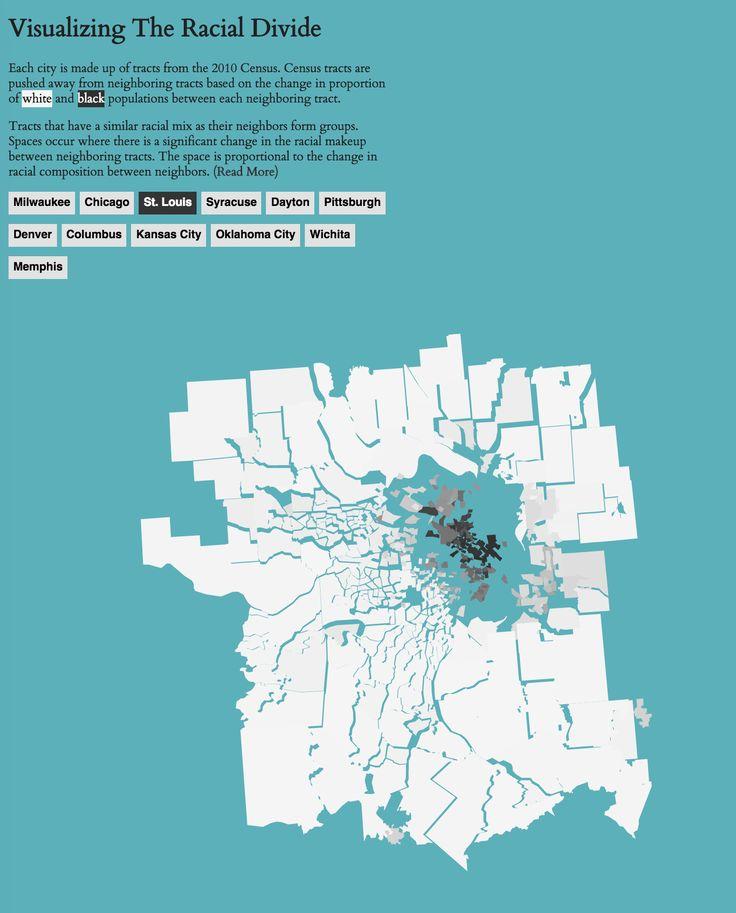 Visualizing The Racial Divide
Each city is made up of tracts from the 2010 Census. Census tracts are
pushed away from neighboring tracts based on the change in proportion
of white and black populations between each neighboring tract.
Tracts that have a similar racial mix as their neighbors form groups.
Spaces occur where there is a significant change in the racial makeup
between neighboring tracts. The space is proportional to the change in
racial composition between neighbors. (Read More)
Milwaukee Chicago St. Louis Syracuse Dayton Pittsburgh
Denver Columbus Kansas City Oklahoma City Wichita
Memphis